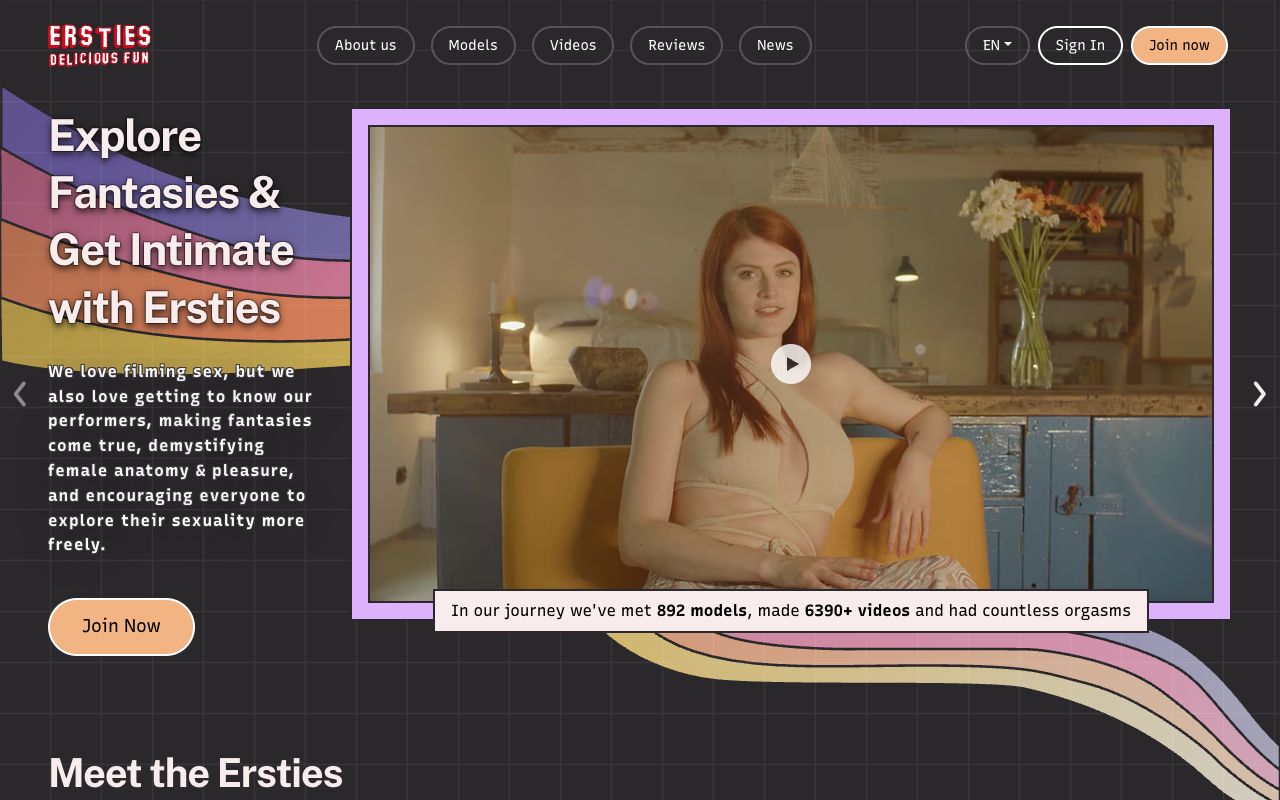 ERSTIES
DELICIOUS FUN
About us
Models
Videos
Reviews
News
EN
Sign In
Join now
Explore
Fantasies &
Get Intimate
with Ersties
We love filming sex, but we
also love getting to know our
performers, making fantasies
come true, demystifying
female anatomy & pleasure,
and encouraging everyone to
explore their sexuality more
freely.
Join Now
In our journey we've met 892 models, made 6390+ videos and had countless orgasms
Meet the Ersties